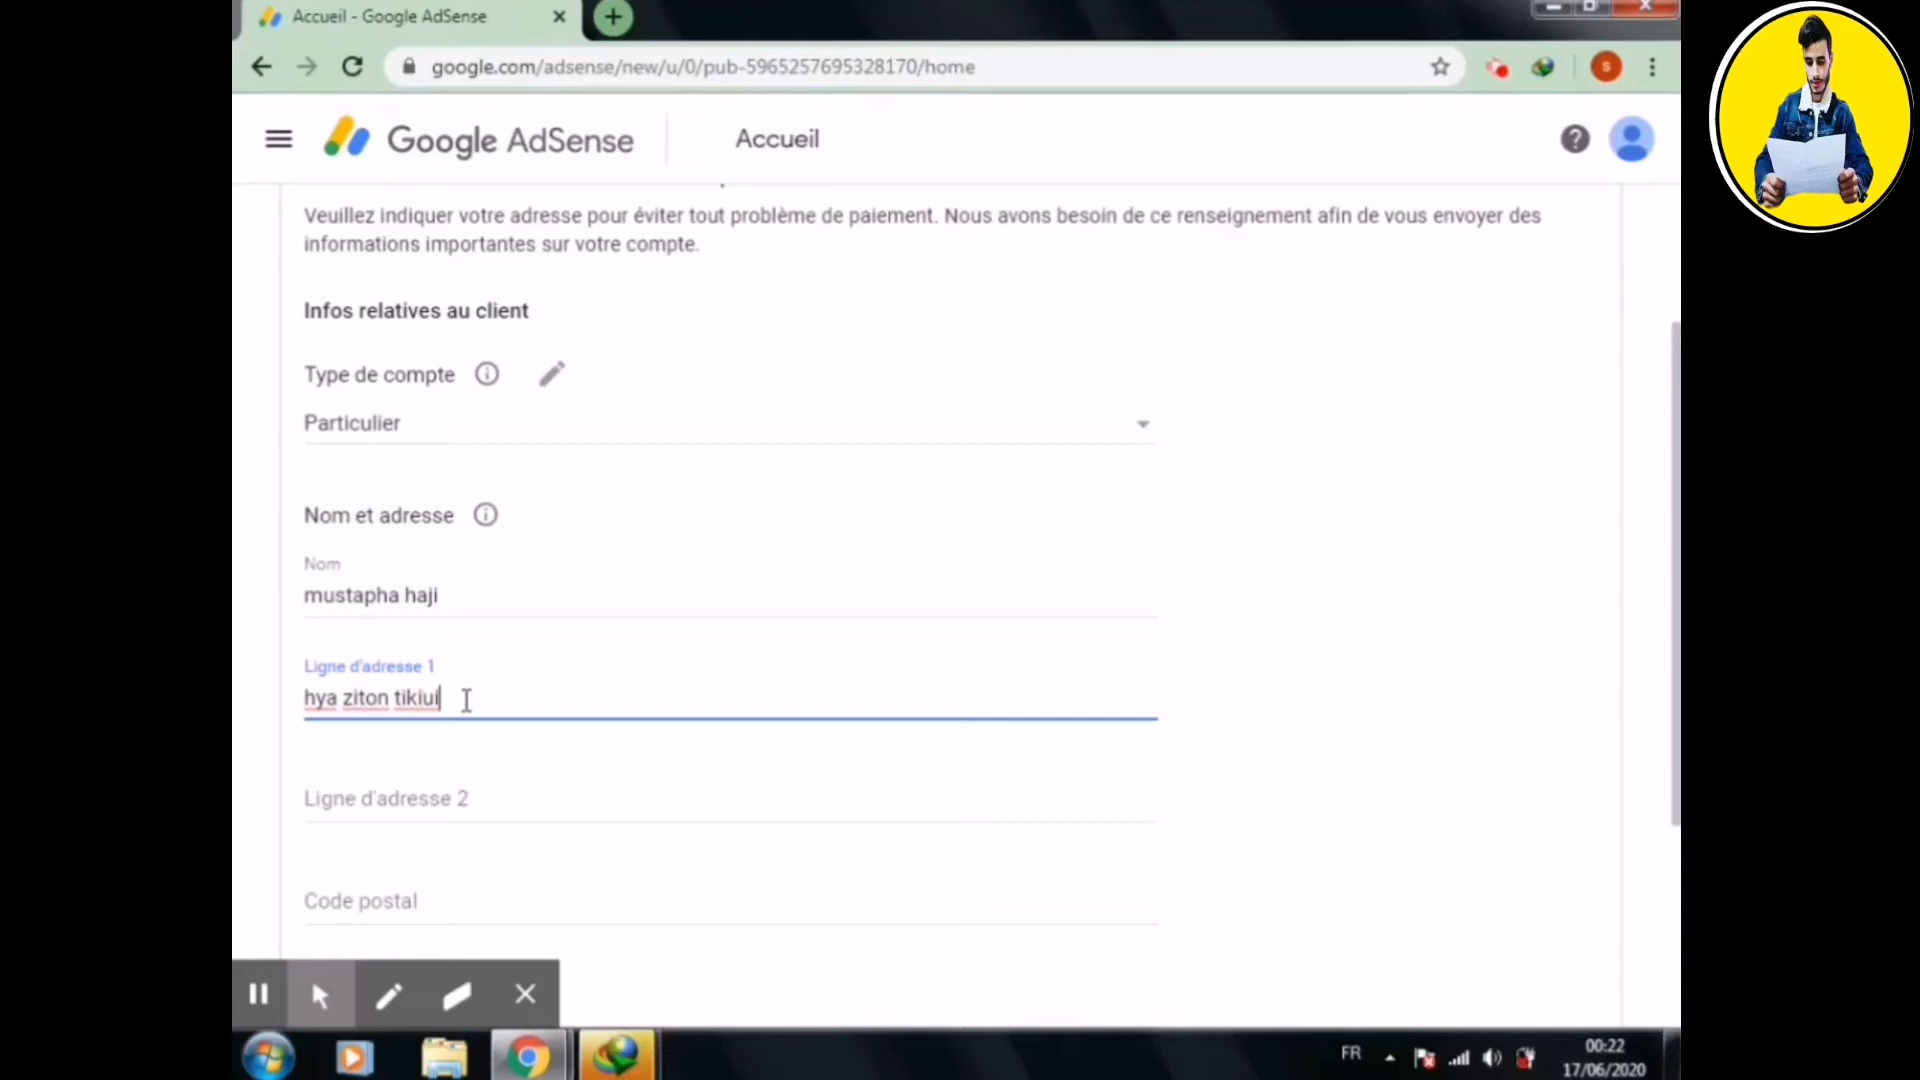 Accueil - Google AdSense
google.com/adsense/new/u/0/pub-5965257695328170/home
S
Google AdSense
Accueil
Veuillez indiquer votre adresse pour éviter tout problème de paiement. Nous avons besoin de ce renseignement afin de vous envoyer des
informations importantes sur votre compte.
Infos relatives au client
Type de compte
Particulier
Nom et adresse
Nom
mustapha haji
Ligne d'adresse 1
hya ziton tikiui
Ligne d'adresse 2
Code postal
FR
00:22
17/06/2020